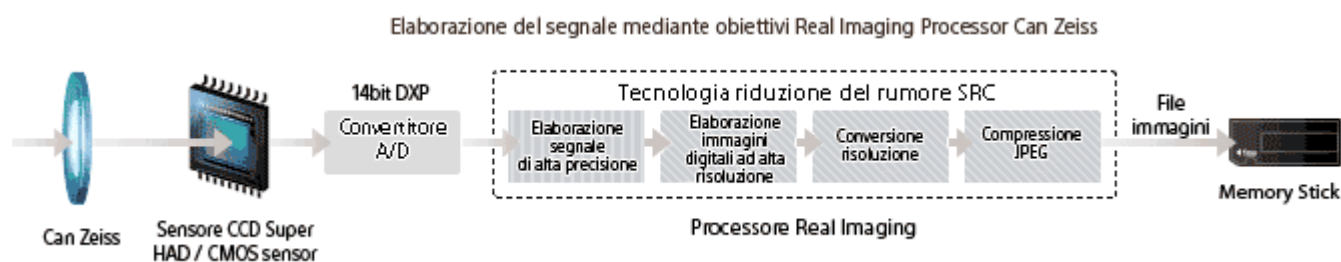 Elaborazione del segnale mediante obiettivi Real Imaging Processor Can Zeiss
14bit DXP
Convertitore
A/D
Tecnologia riduzione del rumore SRC
Elaborazione
segnale
di alta precisione
Elaborazione
immagini
digitali ad alta
risoluzione
Conversione
risoluzione
Compressione
JPEG
File
immagini
Can Zeiss
Sensore CCD Super
HAD / CMOS sensor
Processore Real Imaging
Memory Stick